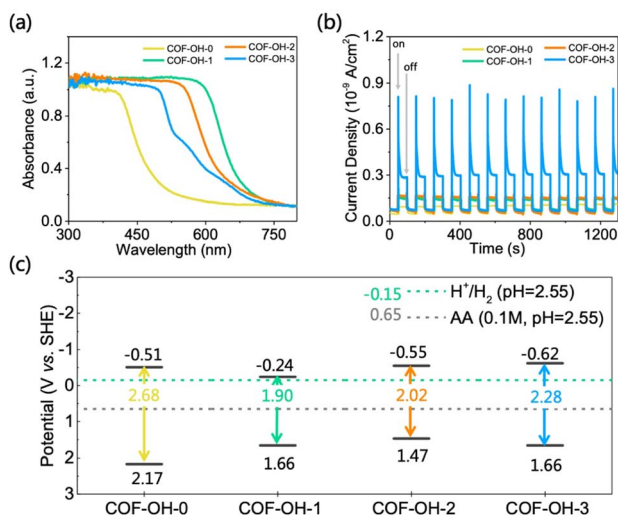 (a)
COF-OH-0 COF-OH-2
COF-OH-1 COF-OH-3
Absorbance (a.u.)
1.2
0.8
0.4
0.0
300 450 600 750
Wavelength (nm)
(b)
on
off
COF-OH-0 COF-OH-2
COF-OH-1 COF-OH-3
Current Density (10⁻⁹ A/cm²)
1.2
0.9
0.6
0.3
0.0
0 400 800 1200
Time (s)
(c)
Potential (V vs. SHE)
-3
-2
-1
0
1
2
3
-0.15 H⁺/H₂ (pH=2.55)
0.65 AA (0.1M, pH=2.55)
-0.51 -0.24 -0.55 -0.62
2.68 1.90 2.02 2.28
2.17 1.66 1.47 1.66
COF-OH-0 COF-OH-1 COF-OH-2 COF-OH-3